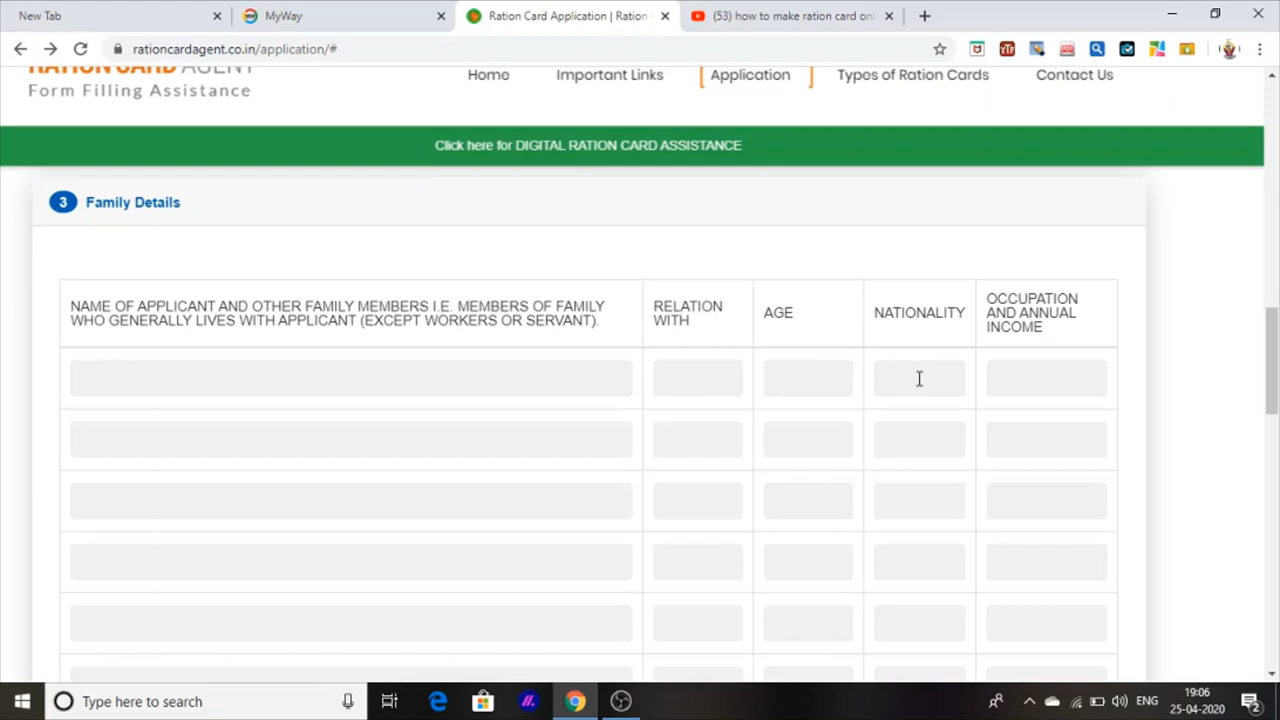 New Tab
MyWay
Ration Card Application | Ration
(53) how to make ration card onl
rationcardagent.co.in/application/#
RATION CARD AGENT
Form Filling Assistance
Home
Important Links
Application
Types of Ration Cards
Contact Us
Click here for DIGITAL RATION CARD ASSISTANCE
3 Family Details
NAME OF APPLICANT AND OTHER FAMILY MEMBERS I.E. MEMBERS OF FAMILY
WHO GENERALLY LIVES WITH APPLICANT (EXCEPT WORKERS OR SERVANT).
RELATION
WITH
AGE
NATIONALITY
OCCUPATION
AND ANNUAL
INCOME
Type here to search
ENG
19:06
25-04-2020
2